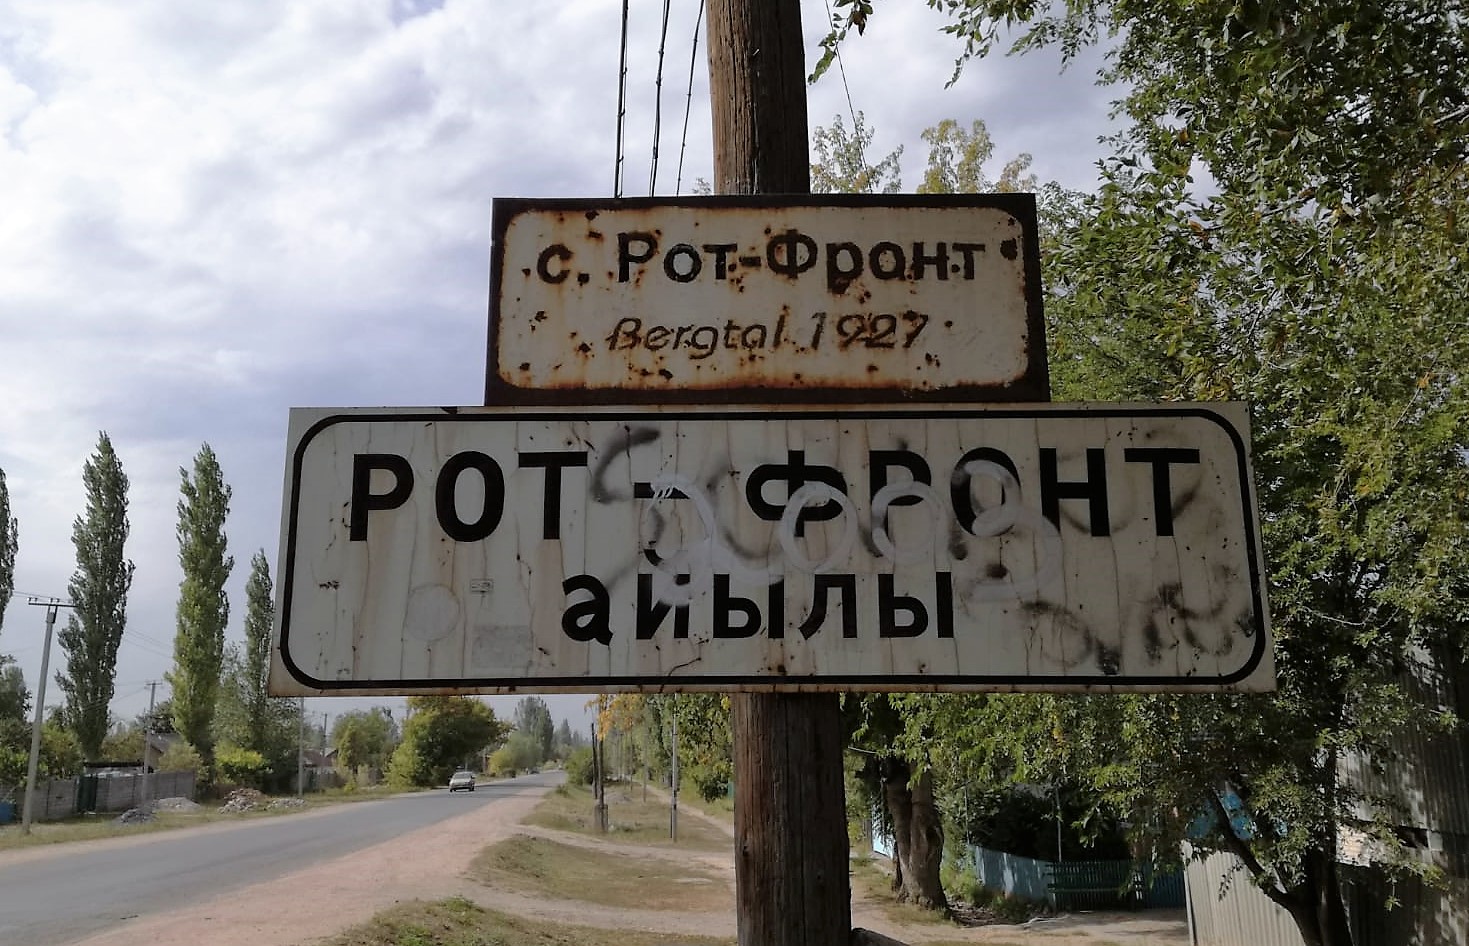 с. Рот-Фронт
Bergtal 1927
РОТ - ФРОНТ
айылы